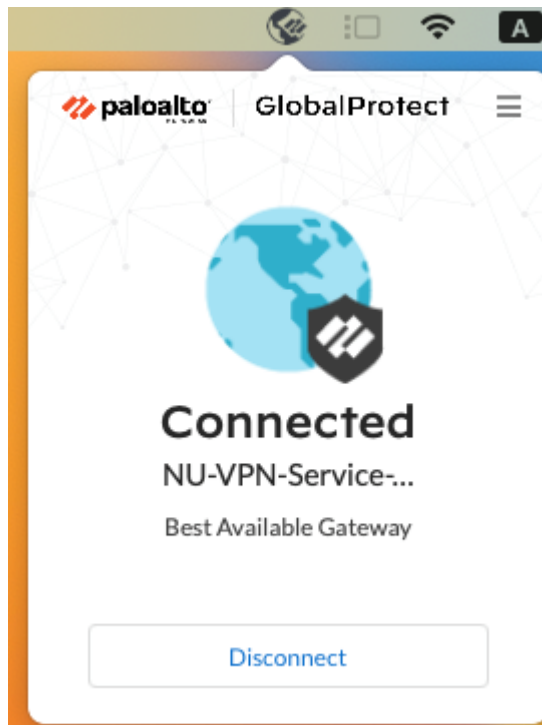 A
paloalto
GlobalProtect
Connected
NU-VPN-Service-...
Best Available Gateway
Disconnect